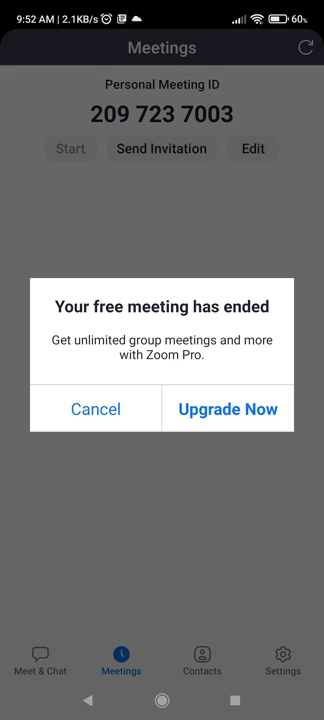 9:52 AM | 2.1KB/s
60%
Meetings
Personal Meeting ID
209 723 7003
Start Send Invitation Edit
Your free meeting has ended
Get unlimited group meetings and more
with Zoom Pro.
Cancel Upgrade Now
Meet & Chat Meetings Contacts Settings